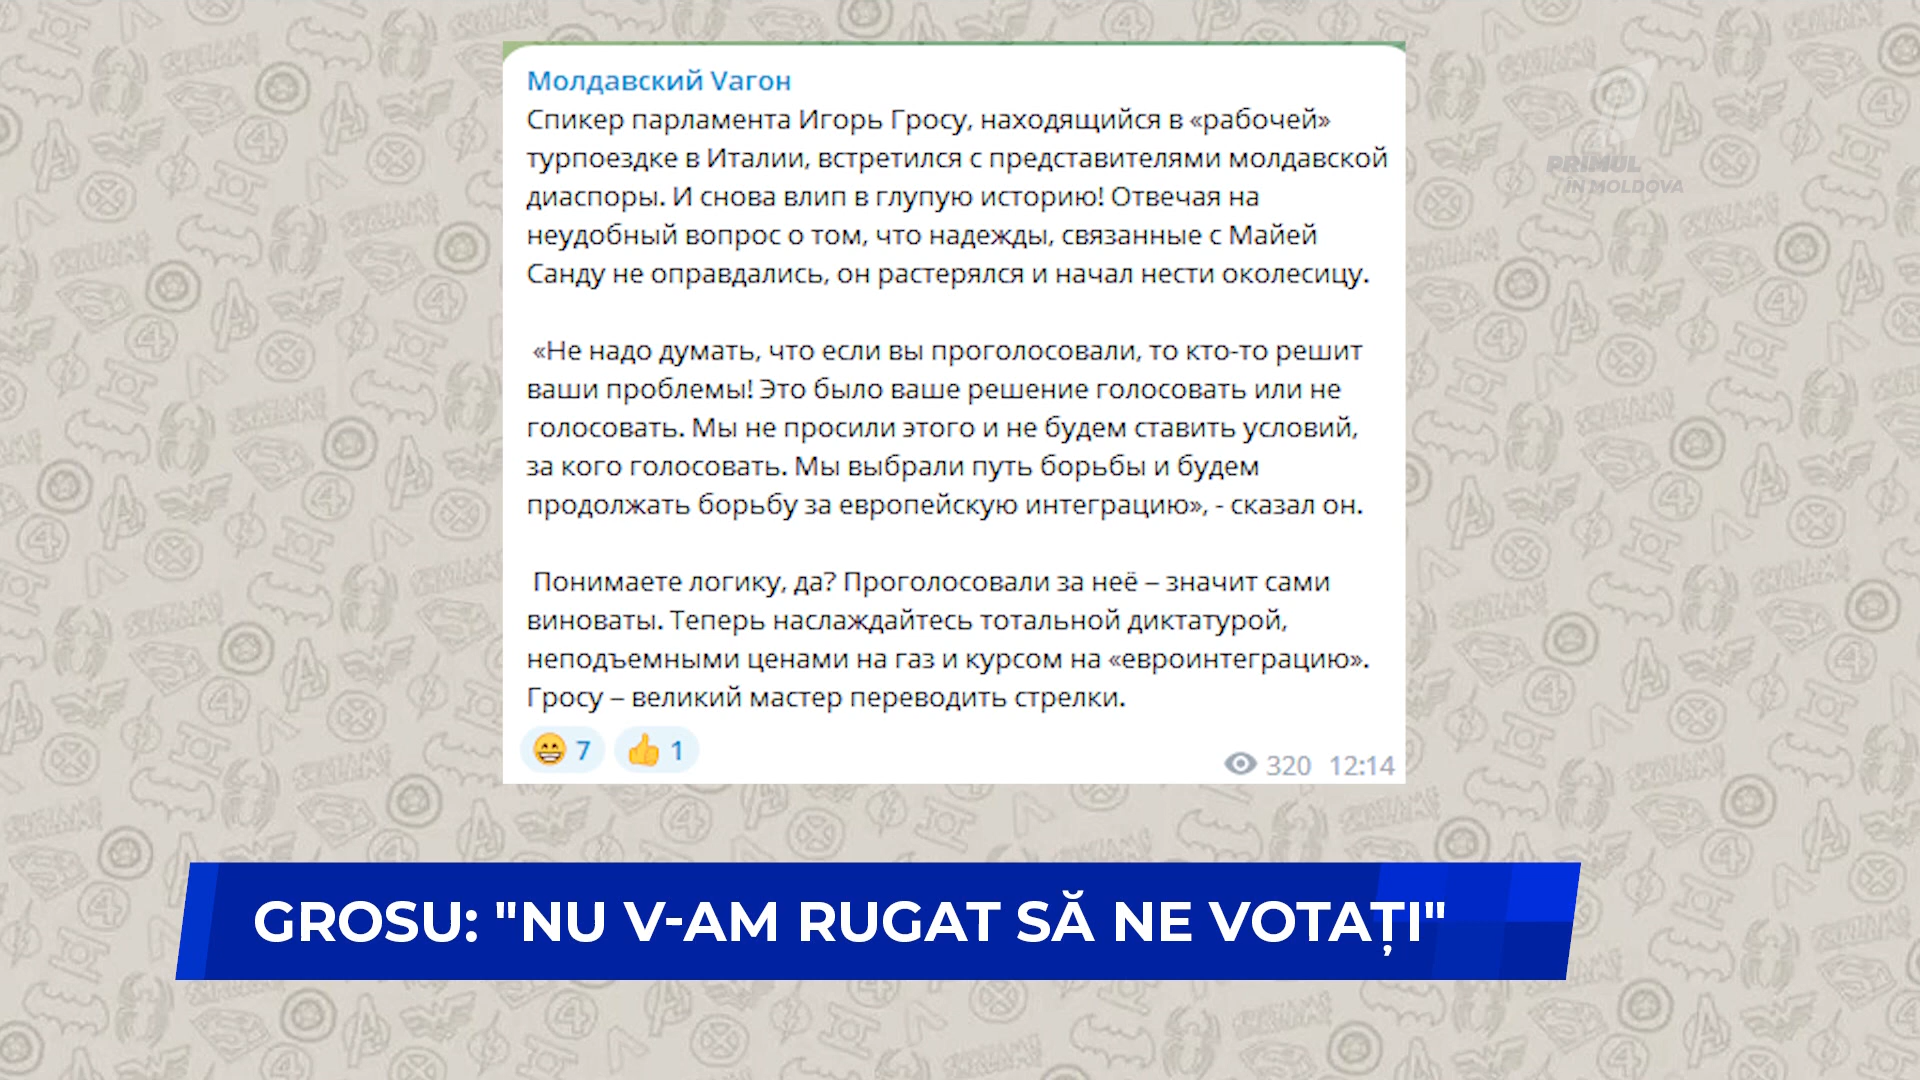 Молдавский Vагон
Спикер парламента Игорь Гросу, находящийся в «рабочей»
турпоездке в Италии, встретился с представителями молдавской
диаспоры. И снова влип в глупую историю! Отвечая на
неудобный вопрос о том, что надежды, связанные с Майей
Санду не оправдались, он растерялся и начал нести околесицу.
«Не надо думать, что если вы проголосовали, то кто-то решит
ваши проблемы! Это было ваше решение голосовать или не
голосовать. Мы не просили этого и не будем ставить условий,
за кого голосовать. Мы выбрали путь борьбы и будем
продолжать борьбу за европейскую интеграцию», - сказал он.
Понимаете логику, да? Проголосовали за неё – значит сами
виноваты. Теперь наслаждайтесь тотальной диктатурой,
неподъемными ценами на газ и курсом на «евроинтеграцию».
Гросу – великий мастер переводить стрелки.
😁 7 👍 1
320 12:14
PRIMUL
ÎN MOLDOVA
GROSU: "NU V-AM RUGAT SĂ NE VOTAȚI"